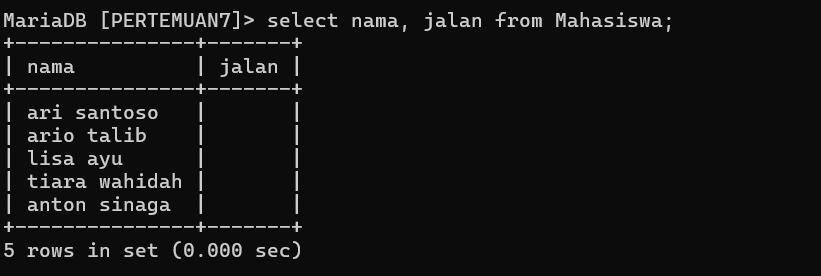 MariaDB [PERTEMUAN7]> select nama, jalan from Mahasiswa;
+---------------+-------+
| nama          | jalan |
+---------------+-------+
| ari santoso   |       |
| ario talib    |       |
| lisa ayu      |       |
| tiara wahidah |       |
| anton sinaga  |       |
+---------------+-------+
5 rows in set (0.000 sec)